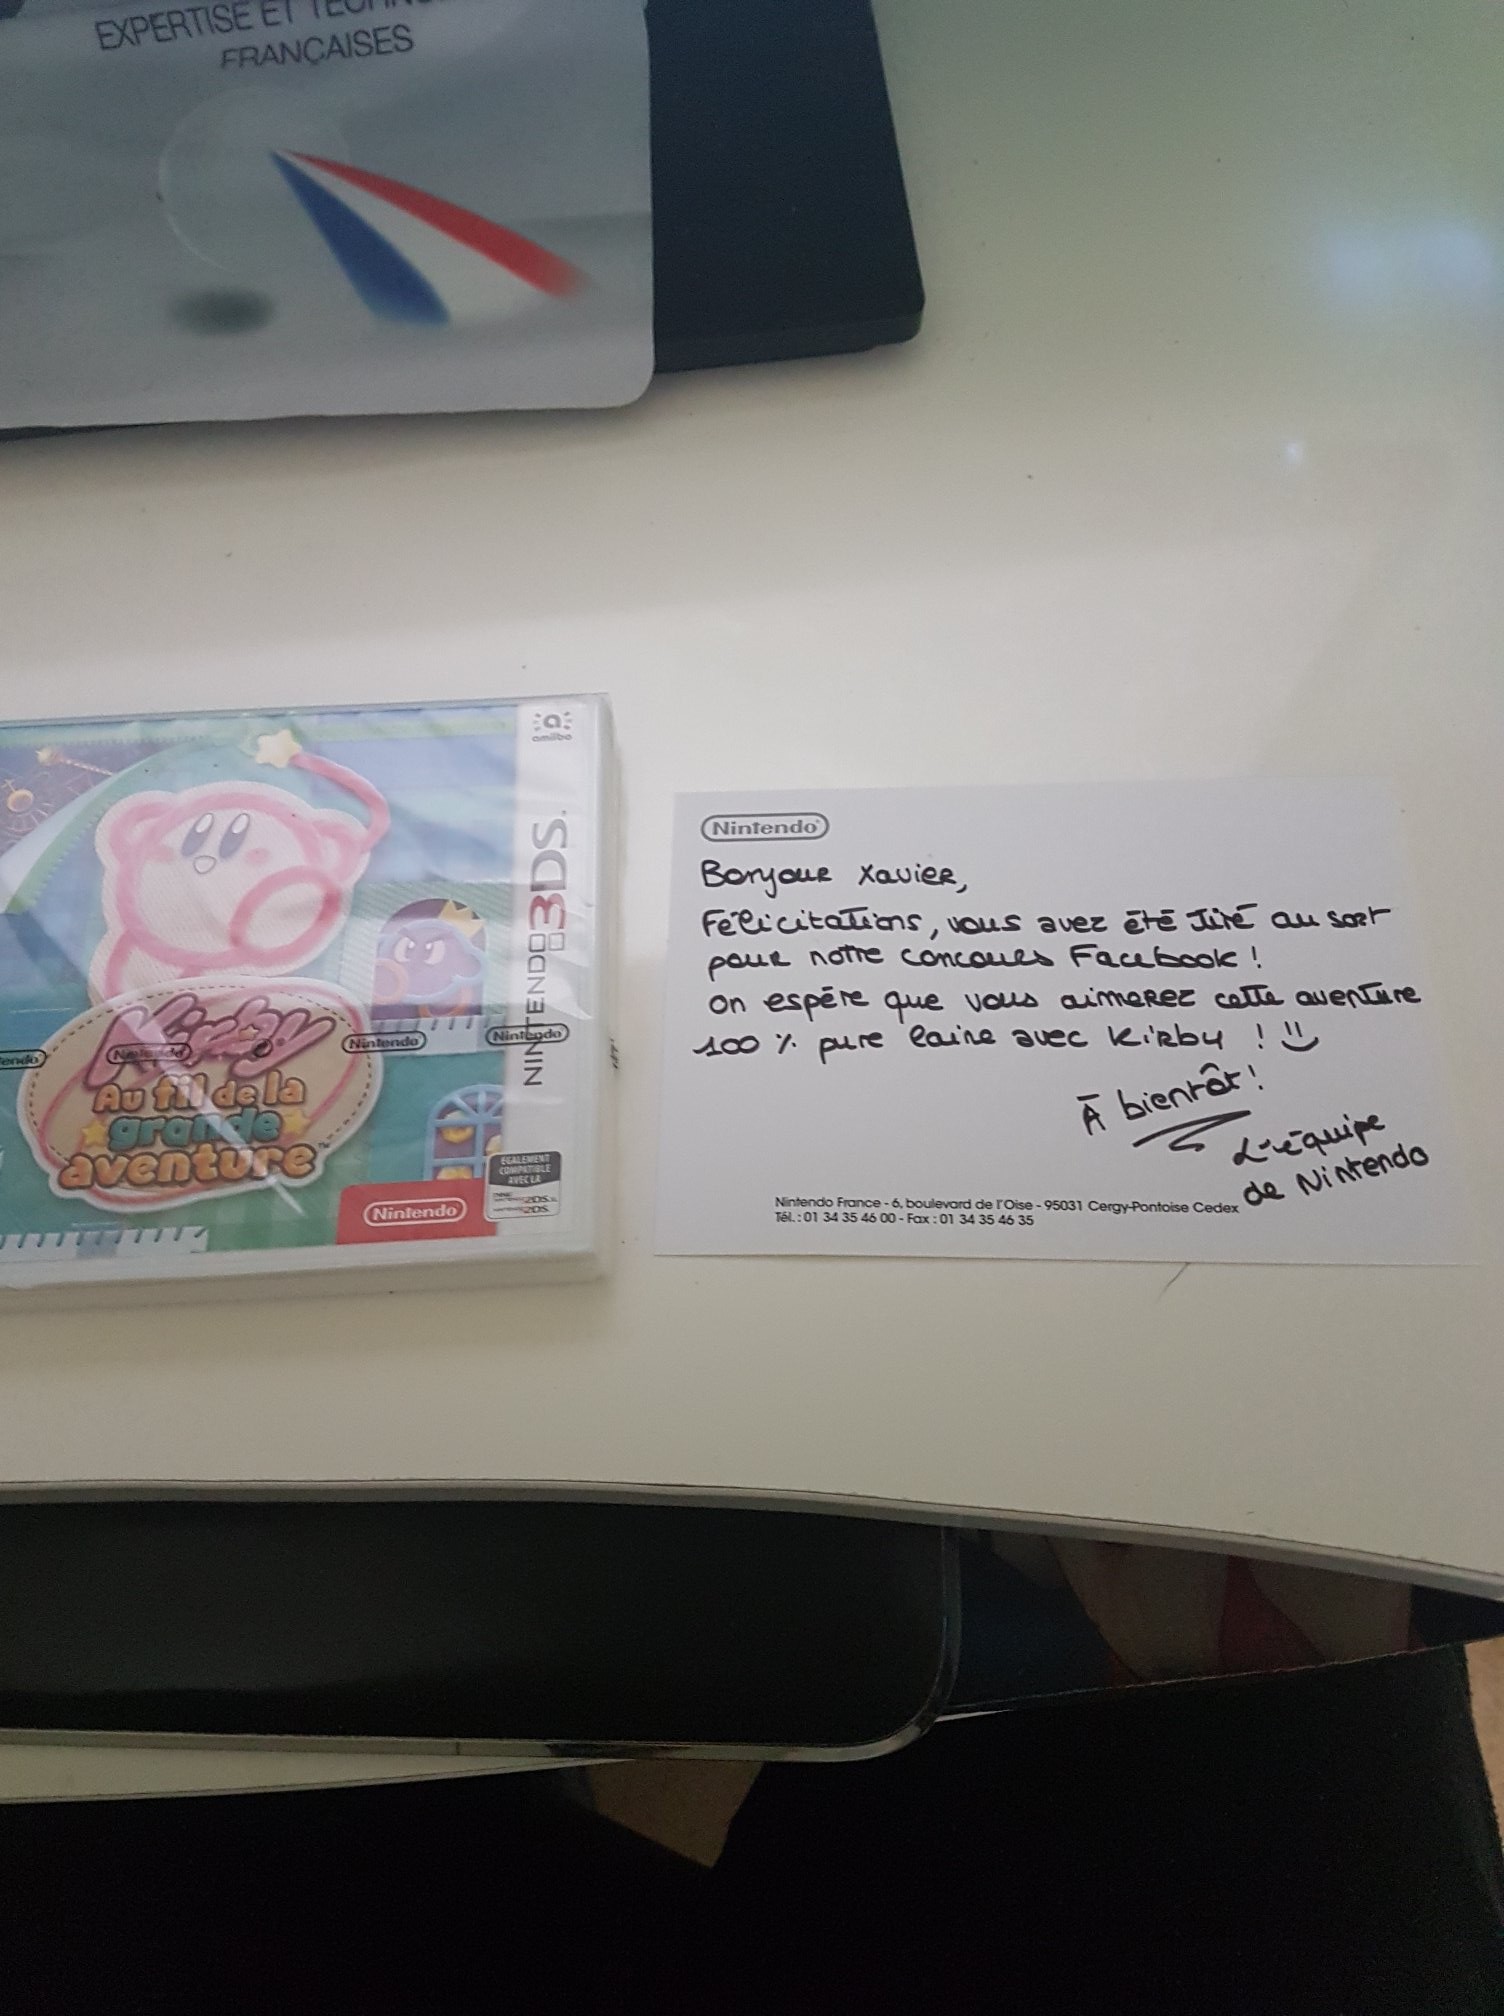 EXPERTISE ET
FRANÇAISES
amiibo
NINTENDO 3DS.
Kirby
Au fil de la
grande
aventure™
Nintendo
Nintendo
Nintendo
EGALEMENT
COMPATIBLE
AVEC LA
2DS XL
2DS
Nintendo
Nintendo
Bonjour Xavier,
Félicitations, vous avez été tiré au sort
pour notre concours Facebook !
on espère que vous aimerez cette aventure
100 % pure laine avec Kirby !
À bientôt!
L'équipe
de Nintendo
Nintendo France - 6, boulevard de l'Oise - 95031 Cergy-Pontoise Cedex
Tél. : 01 34 35 46 00 - Fax : 01 34 35 46 35